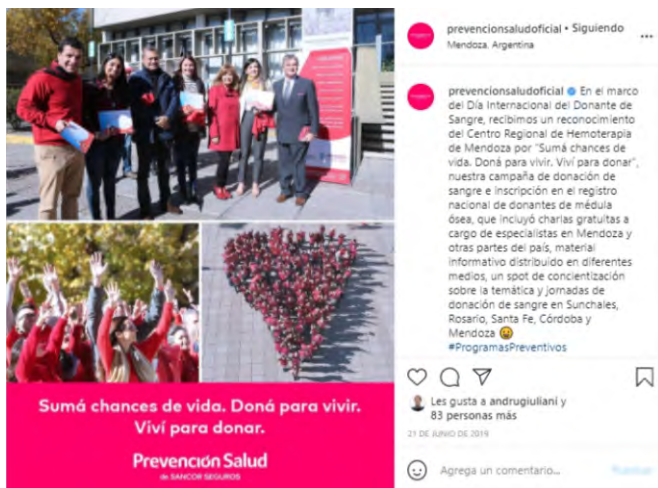 prevencionsaludoficial • Siguiendo
Mendoza, Argentina
prevencionsaludoficial En el marco
del Día Internacional del Donante de
Sangre, recibimos un reconocimiento
del Centro Regional de Hemoterapia
de Mendoza por "Sumá chances de
vida. Doná para vivir. Viví para donar",
nuestra campaña de donación de
sangre e inscripción en el registro
nacional de donantes de médula
ósea, que incluyó charlas gratuitas a
cargo de especialistas en Mendoza y
otras partes del país, material
informativo distribuido en diferentes
medios, un spot de concientización
sobre la temática y jornadas de
donación de sangre en Sunchales,
Rosario, Santa Fe, Córdoba y
Mendoza
#ProgramasPreventivos
Les gusta a andrugiuliani y
83 personas más
21 DE JUNIO DE 2019
Agrega un comentario...
Sumá chances de vida. Doná para vivir.
Viví para donar.
Prevención Salud
de SANCOR SEGUROS